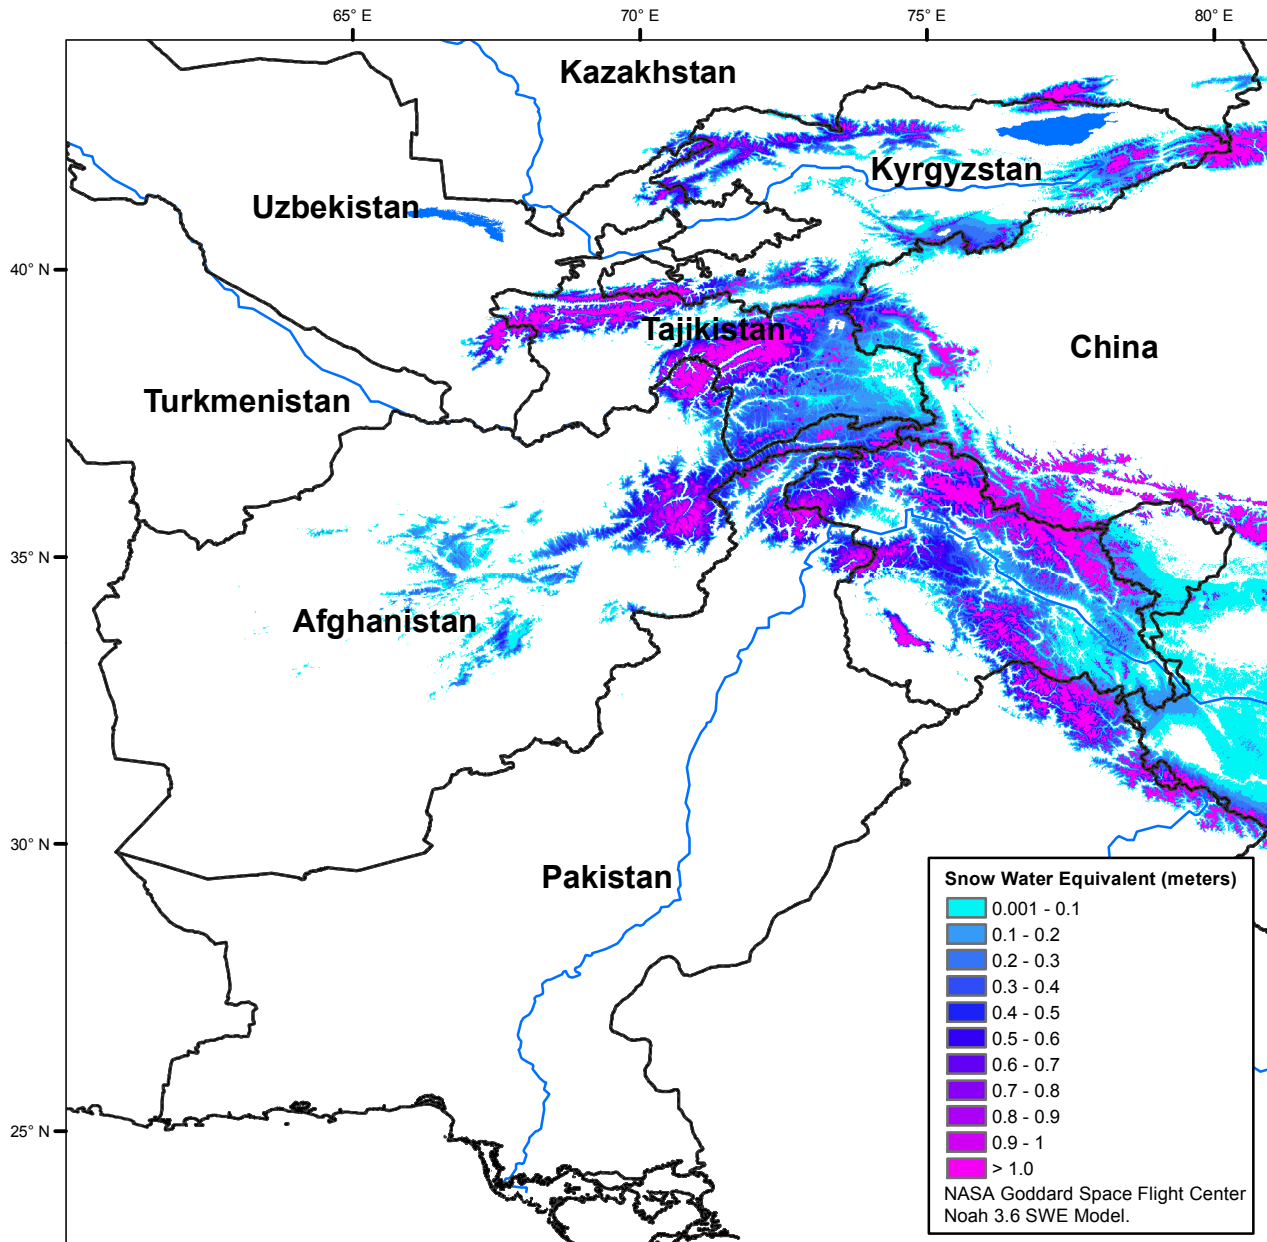 65° E
70° E
75° E
80° E
Kazakhstan
Kyrgyzstan
Uzbekistan
40° N
Tajikistan
China
Turkmenistan
35° N
Afghanistan
30° N
Pakistan
25° N
Snow Water Equivalent (meters)
0.001 - 0.1
0.1 - 0.2
0.2 - 0.3
0.3 - 0.4
0.4 - 0.5
0.5 - 0.6
0.6 - 0.7
0.7 - 0.8
0.8 - 0.9
0.9 - 1
> 1.0
NASA Goddard Space Flight Center
Noah 3.6 SWE Model.